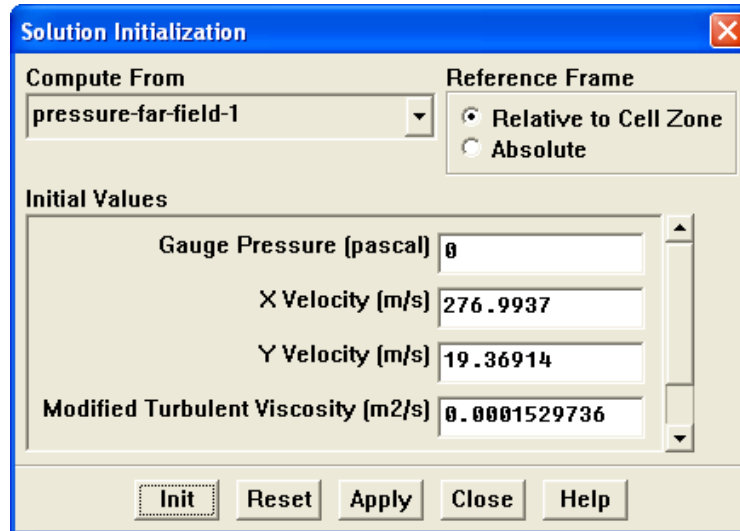 Solution Initialization
Compute From
pressure-far-field-1
Reference Frame
Relative to Cell Zone
Absolute
Initial Values
Gauge Pressure (pascal) 0
X Velocity (m/s) 276.9937
Y Velocity (m/s) 19.36914
Modified Turbulent Viscosity (m2/s) 0.0001529736
Init Reset Apply Close Help